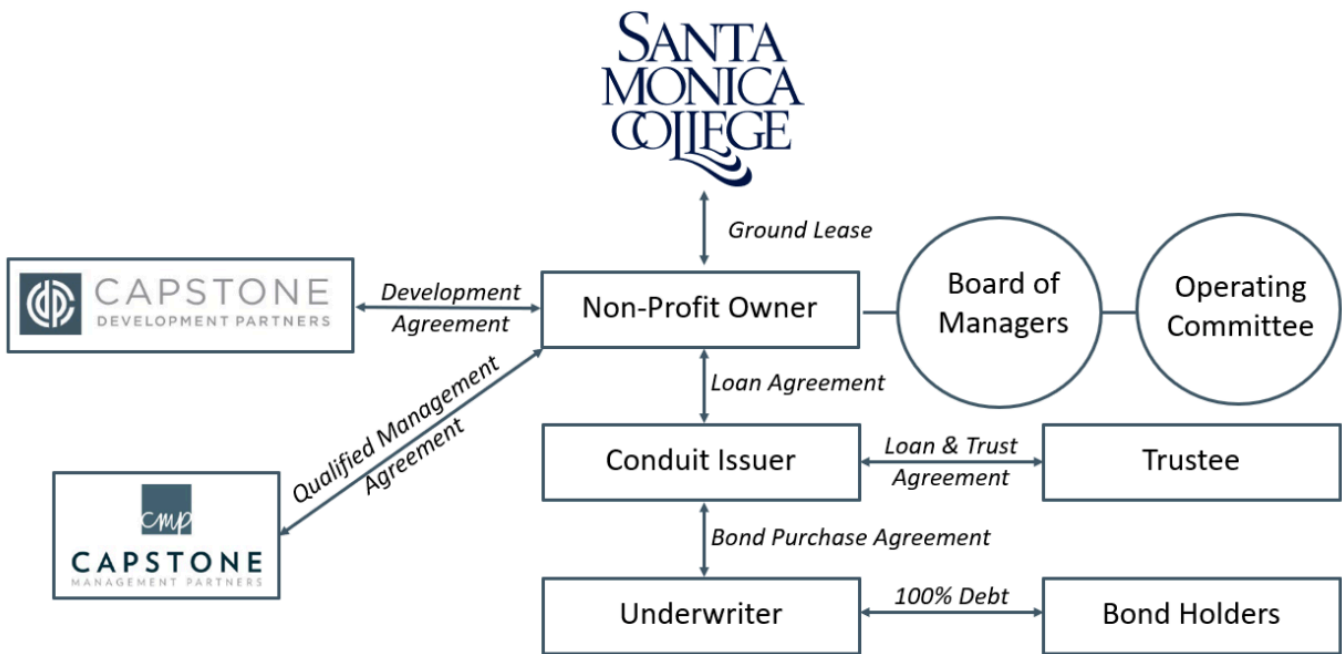 SANTA
MONICA
COLLEGE
Ground Lease
CAPSTONE
DEVELOPMENT PARTNERS
Development
Agreement
Non-Profit Owner
Board of
Managers
Operating
Committee
Qualified Management
Agreement
Loan Agreement
cmp
CAPSTONE
MANAGEMENT PARTNERS
Conduit Issuer
Loan & Trust
Agreement
Trustee
Bond Purchase Agreement
Underwriter
100% Debt
Bond Holders